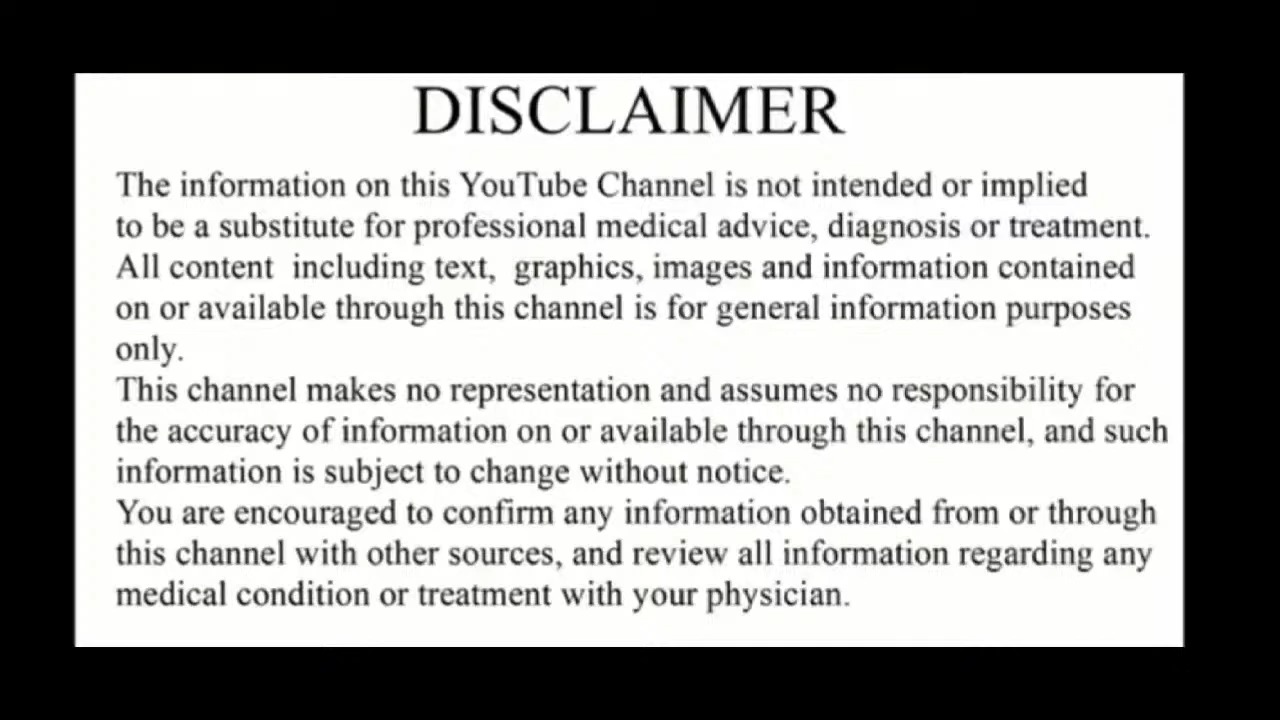 DISCLAIMER
The information on this YouTube Channel is not intended or implied
to be a substitute for professional medical advice, diagnosis or treatment.
All content  including text,  graphics, images and information contained
on or available through this channel is for general information purposes
only.
This channel makes no representation and assumes no responsibility for
the accuracy of information on or available through this channel, and such
information is subject to change without notice.
You are encouraged to confirm any information obtained from or through
this channel with other sources, and review all information regarding any
medical condition or treatment with your physician.